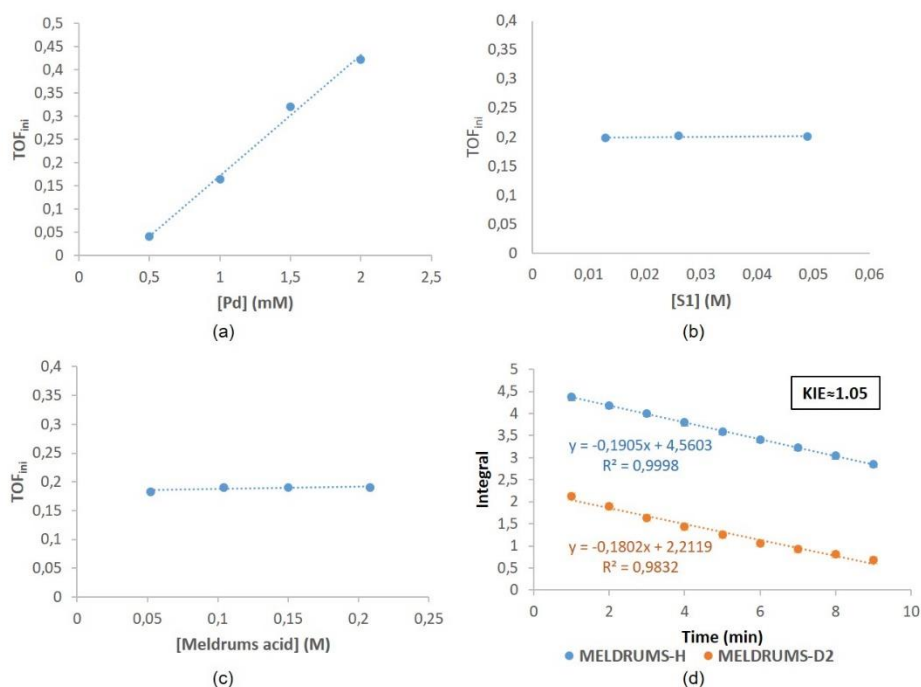 0,5
0,45
0,4
0,35
0,3
0,25
0,2
0,15
0,1
0,05
0
TOFini
0 0,5 1 1,5 2 2,5
[Pd] (mM)
(a)
0,4
0,35
0,3
0,25
0,2
0,15
0,1
0,05
0
TOFini
0 0,01 0,02 0,03 0,04 0,05 0,06
[S1] (M)
(b)
0,4
0,35
0,3
0,25
0,2
0,15
0,1
0,05
0
TOFini
0 0,05 0,1 0,15 0,2 0,25
[Meldrums acid] (M)
(c)
5
4,5
4
3,5
3
2,5
2
1,5
1
0,5
0
Integral
KIE≈1.05
y = -0,1905x + 4,5603
R² = 0,9998
y = -0,1802x + 2,2119
R² = 0,9832
0 2 4 6 8 10
Time (min)
MELDRUMS-H MELDRUMS-D2
(d)